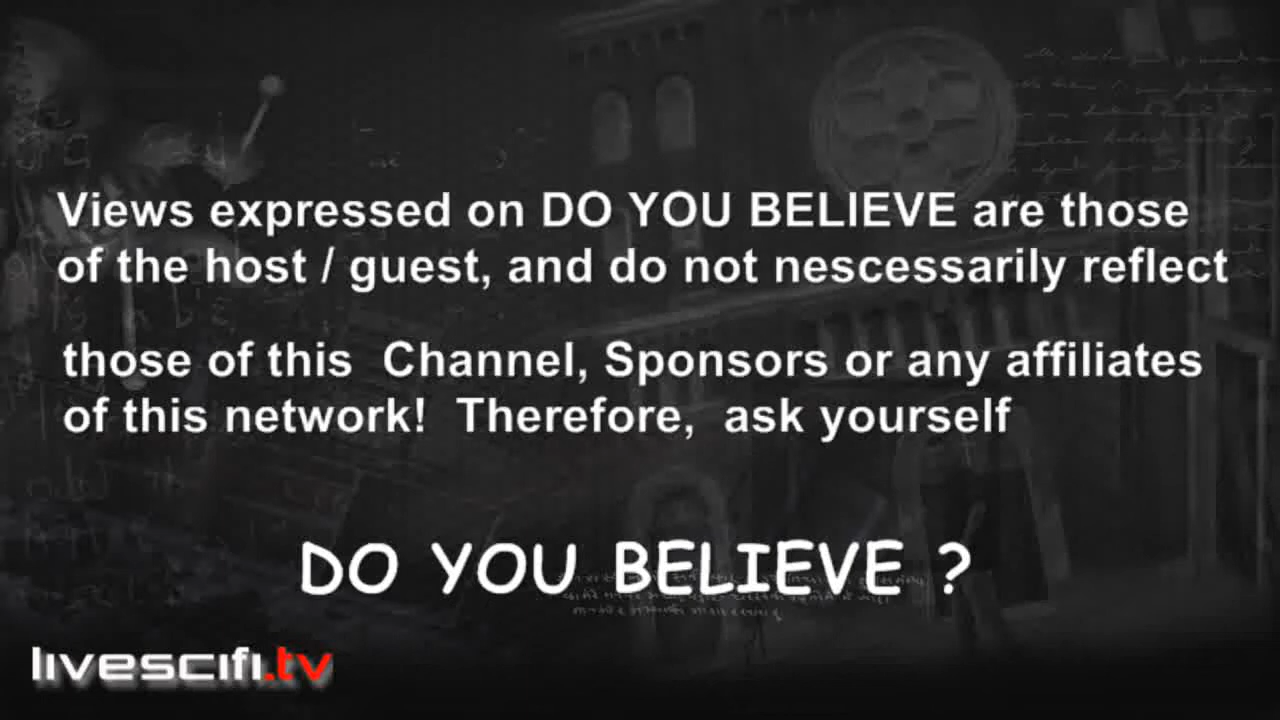 Views expressed on DO YOU BELIEVE are those
of the host / guest, and do not nescessarily reflect
those of this Channel, Sponsors or any affiliates
of this network! Therefore, ask yourself
DO YOU BELIEVE ?
livescifi.tv